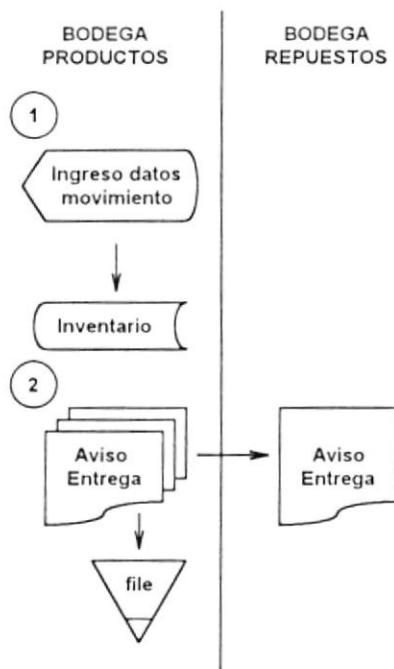 BODEGA
PRODUCTOS
BODEGA
REPUESTOS
1
Ingreso datos
movimiento
Inventario
2
Aviso
Entrega
Aviso
Entrega
file